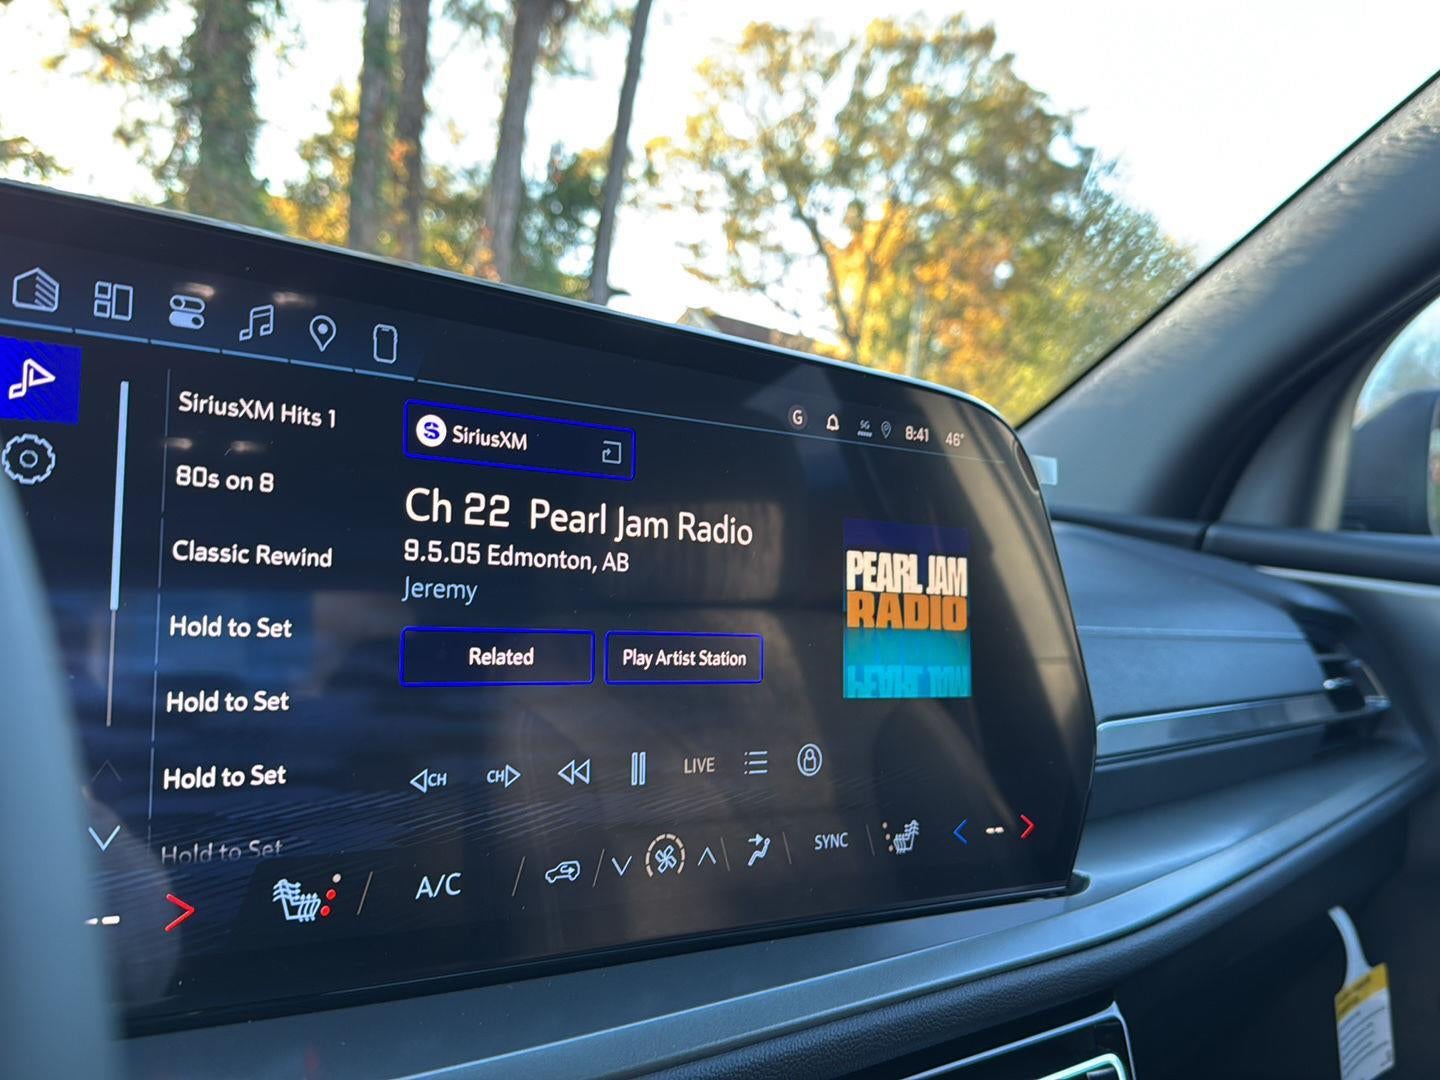 G 5G 8:41 46°
SiriusXM Hits 1
80s on 8
Classic Rewind
Hold to Set
Hold to Set
Hold to Set
Hold to Set
S SiriusXM
Ch 22 Pearl Jam Radio
9.5.05 Edmonton, AB
Jeremy
Related
Play Artist Station
PEARL JAM
RADIO
CH CH LIVE
-- A/C SYNC --